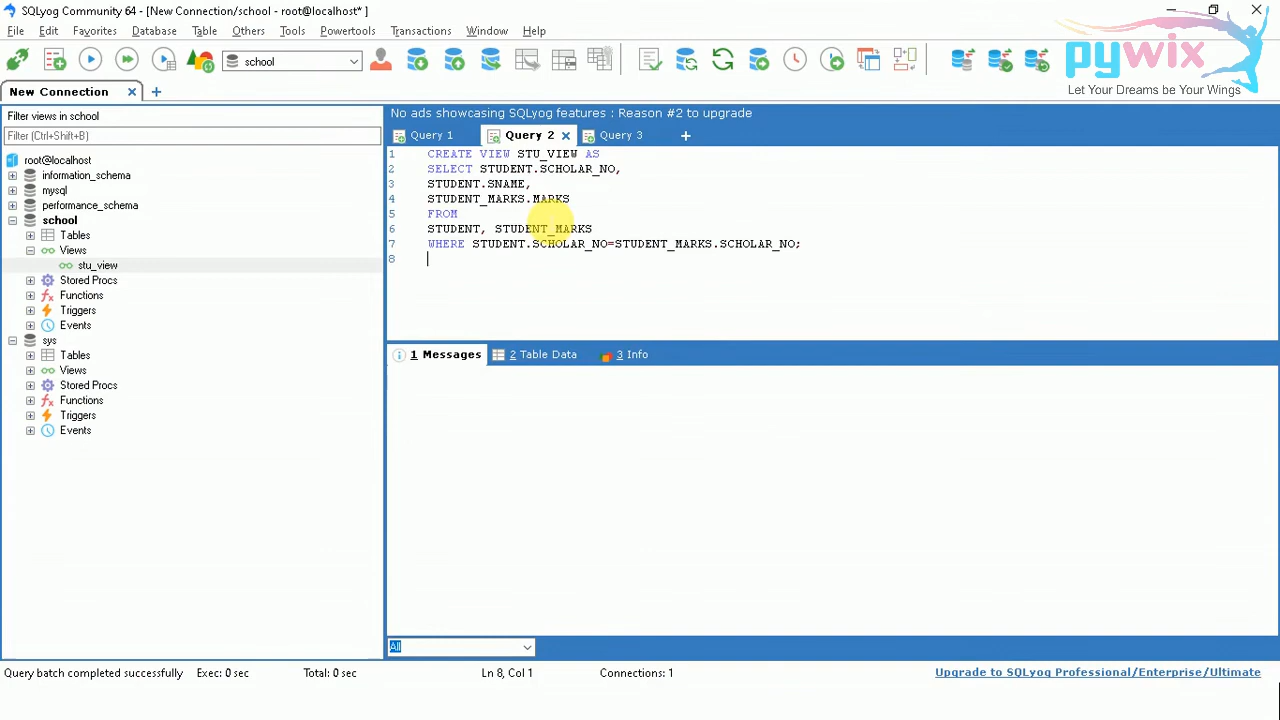 SQLyog Community 64 - [New Connection/school - root@localhost* ]
File Edit Favorites Database Table Others Tools Powertools Transactions Window Help
school
pywix
Let Your Dreams be Your Wings
New Connection
Filter views in school
Filter (Ctrl+Shift+B)
root@localhost
information_schema
mysql
performance_schema
school
Tables
Views
stu_view
Stored Procs
Functions
Triggers
Events
sys
Tables
Views
Stored Procs
Functions
Triggers
Events
No ads showcasing SQLyog features : Reason #2 to upgrade
Query 1 Query 2 Query 3
1 CREATE VIEW STU_VIEW AS
2 SELECT STUDENT.SCHOLAR_NO,
3 STUDENT.SNAME,
4 STUDENT_MARKS.MARKS
5 FROM
6 STUDENT, STUDENT_MARKS
7 WHERE STUDENT.SCHOLAR_NO=STUDENT_MARKS.SCHOLAR_NO;
8
1 Messages 2 Table Data 3 Info
All
Query batch completed successfully Exec: 0 sec Total: 0 sec Ln 8, Col 1 Connections: 1 Upgrade to SQLyog Professional/Enterprise/Ultimate